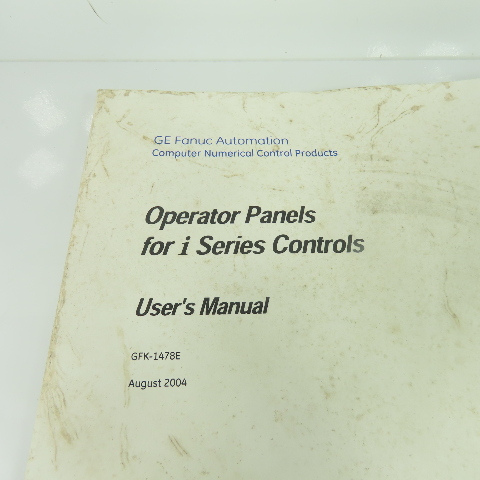 GE Fanuc Automation
Computer Numerical Control Products
Operator Panels
for i Series Controls
User's Manual
GFK-1478E
August 2004